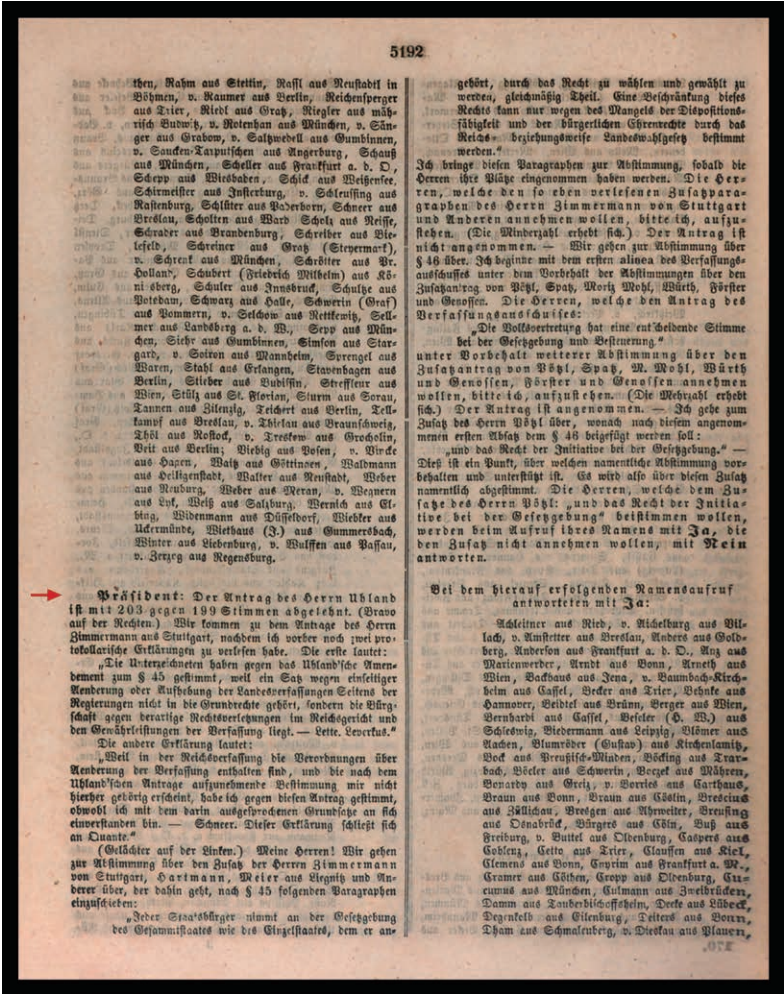 5192
then, Rahm aus Stettin, Rassl aus Neustadtl in
Böhmen, v. Raumer aus Berlin, Reichensperger
aus Trier, Riedl aus Gratz, Riegler aus mäh-
risch Budwitz, v. Rotenhan aus München, v. Sän-
ger aus Grabow, v. Saltzwedell aus Gumbinnen,
v. Saucken-Tarputschen aus Angerburg, Schauß
aus München, Scheller aus Frankfurt a. d. O,
Schepp aus Wiesbaden, Schick aus Weißensee,
Schirmeister aus Insterburg, v. Schleussing aus
Rastenburg, Schlüter aus Paderborn, Schneer aus
Breslau, Scholten aus Ward Scholz aus Neisse,
Schrader aus Brandenburg, Schreiber aus Bie-
lefeld, Schreiner aus Gratz (Steyermark),
v. Schrenk aus München, Schrötter aus Pr.
Holland, Schubert (Friedrich Wilhelm) aus Kö-
nigsberg, Schuler aus Innsbruck, Schultze aus
Potsdam, Schwarz aus Halle, Schwerin (Graf)
aus Pommern, v. Selchow aus Rettkewitz, Sell-
mer aus Landsberg a. d. W., Sepp aus Mün-
chen, Siehr aus Gumbinnen, Simson aus Star-
gard, v. Soiron aus Mannheim, Sprengel aus
Waren, Stahl aus Erlangen, Stavenhagen aus
Berlin, Stieber aus Budissin, Streffleur aus
Wien, Stülz aus St. Florian, Sturm aus Sorau,
Tannen aus Zilenzig, Teichert aus Berlin, Tell-
kampf aus Breslau, v. Thielau aus Braunschweig,
Thöl aus Rostock, v. Treskow aus Grocholin,
Veit aus Berlin; Viebig aus Posen, v. Vincke
aus Hagen, Waitz aus Göttingen, Waldmann
aus Heiligenstadt, Walter aus Neustadt, Weber
aus Neuburg, Weber aus Meran, v. Wegnern
aus Lyk, Weiß aus Salzburg, Wernich aus El-
bing, Widenmann aus Düsseldorf, Wiebker aus
Uckermünde, Wiethaus (J.) aus Gummersbach,
Winter aus Liebenburg, v. Wulffen aus Passau,
v. Zerzog aus Regensburg.
Präsident: Der Antrag des Herrn Uhland
ist mit 203 gegen 199 Stimmen abgelehnt. (Bravo
auf der Rechten.) Wir kommen zu dem Antrage des Herrn
Zimmermann aus Stuttgart, nachdem ich vorher noch zwei pro-
tokollarische Erklärungen zu verlesen habe. Die erste lautet:
„Die Unterzeichneten haben gegen das Uhland'sche Amen-
dement zum § 45 gestimmt, weil ein Satz wegen einseitiger
Aenderung oder Aufhebung der Landesverfassungen Seitens der
Regierungen nicht in die Grundrechte gehört, sondern die Bürg-
schaft gegen derartige Rechtsverletzungen im Reichsgericht und
den Gewährleistungen der Verfassung liegt. — Lette. Leverkus.“
Die andere Erklärung lautet:
„Weil in der Reichsverfassung die Verordnungen über
Aenderung der Verfassung enthalten sind, und die nach dem
Uhland'schen Antrage aufzunehmende Bestimmung mir nicht
hierher gehörig erscheint, habe ich gegen diesen Antrag gestimmt,
obwohl ich mit dem darin ausgesprochenen Grundsatze an sich
einverstanden bin. — Schneer. Dieser Erklärung schließt sich
an Quante.“
(Gelächter auf der Linken.) Meine Herren! Wir gehen
zur Abstimmung über den Zusatz der Herren Zimmermann
von Stuttgart, Hartmann, Meier aus Liegnitz und An-
derer über, der dahin geht, nach § 45 folgenden Paragraphen
einzuschieben:
„Jeder Staatsbürger nimmt an der Gesetzgebung
des Gesammtstaates wie des Einzelstaates, dem er an-
gehört, durch das Recht zu wählen und gewählt zu
werden, gleichmäßig Theil. Eine Beschränkung dieses
Rechts kann nur wegen des Mangels der Dispositions-
fähigkeit und der bürgerlichen Ehrenrechte durch das
Reichs- beziehungsweise Landeswahlgesetz bestimmt
werden.“
Ich bringe diesen Paragraphen zur Abstimmung, sobald die
Herren ihre Plätze eingenommen haben werden. Die Her-
ren, welche den so eben verlesenen Zusatzpara-
graphen des Herrn Zimmermann von Stuttgart
und Anderen annehmen wollen, bitte ich, aufzu-
stehen. (Die Minderzahl erhebt sich.) Der Antrag ist
nicht angenommen. — Wir gehen zur Abstimmung über
§ 46 über. Ich beginne mit dem ersten alinea des Verfassungs-
ausschusses unter dem Vorbehalt der Abstimmungen über den
Zusatzantrag von Pözl, Spatz, Moriz Mohl, Würth, Förster
und Genossen. Die Herren, welche den Antrag des
Verfassungsausschusses:
„Die Volksvertretung hat eine entscheidende Stimme
bei der Gesetzgebung und Besteuerung.“
unter Vorbehalt weiterer Abstimmung über den
Zusatzantrag von Pözl, Spatz, M. Mohl, Würth
und Genossen, Förster und Genossen annehmen
wollen, bitte ich, aufzustehen. (Die Mehrzahl erhebt
sich.) Der Antrag ist angenommen. — Ich gehe zum
Zusatz des Herrn Pözl über, wonach nach diesem angenom-
menen ersten Absatz dem § 46 beigefügt werden soll:
„und das Recht der Initiative bei der Gesetzgebung.“ —
Dieß ist ein Punkt, über welchen namentliche Abstimmung vor-
behalten und unterstützt ist. Es wird also über diesen Zusatz
namentlich abgestimmt. Die Herren, welche dem Zu-
satze des Herrn Pözl: „und das Recht der Initia-
tive bei der Gesetzgebung“ beistimmen wollen,
werden beim Aufruf ihres Namens mit Ja, die
den Zusatz nicht annehmen wollen, mit Nein
antworten.
Bei dem hierauf erfolgenden Namensaufruf
antworteten mit Ja:
Achleitner aus Ried, v. Aichelburg aus Vil-
lach, v. Amstetter aus Breslau, Anders aus Gold-
berg, Anderson aus Frankfurt a. d. O., Anz aus
Marienwerder, Arndt aus Bonn, Arneth aus
Wien, Backhaus aus Jena, v. Baumbach-Kirch-
heim aus Cassel, Becker aus Trier, Behnke aus
Hannover, Beidtel aus Brünn, Berger aus Wien,
Bernhardi aus Cassel, Beseler (H. W.) aus
Schleswig, Biedermann aus Leipzig, Blömer aus
Aachen, Blumröder (Gustav) aus Kirchenlamitz,
Bock aus Preußisch-Minden, Böcking aus Trar-
bach, Böcler aus Schwerin, Boczek aus Mähren,
Bonardy aus Greiz, v. Borries aus Carthaus,
Braun aus Bonn, Braun aus Cöslin, Brescius
aus Züllichau, Bresgen aus Ahrweiler, Breusing
aus Osnabrück, Bürgers aus Cöln, Buß aus
Freiburg, v. Buttel aus Oldenburg, Caspers aus
Coblenz, Cetto aus Trier, Claussen aus Kiel,
Clemens aus Bonn, Cnyrim aus Frankfurt a. M.,
Cramer aus Cöthen, Cropp aus Oldenburg, Cu-
cumus aus München, Culmann aus Zweibrücken,
Damm aus Tauberbischoffsheim, Deeke aus Lübeck,
Degenkolb aus Eilenburg, Deiters aus Bonn,
Dham aus Schmalenberg, v. Dieskau aus Plauen,